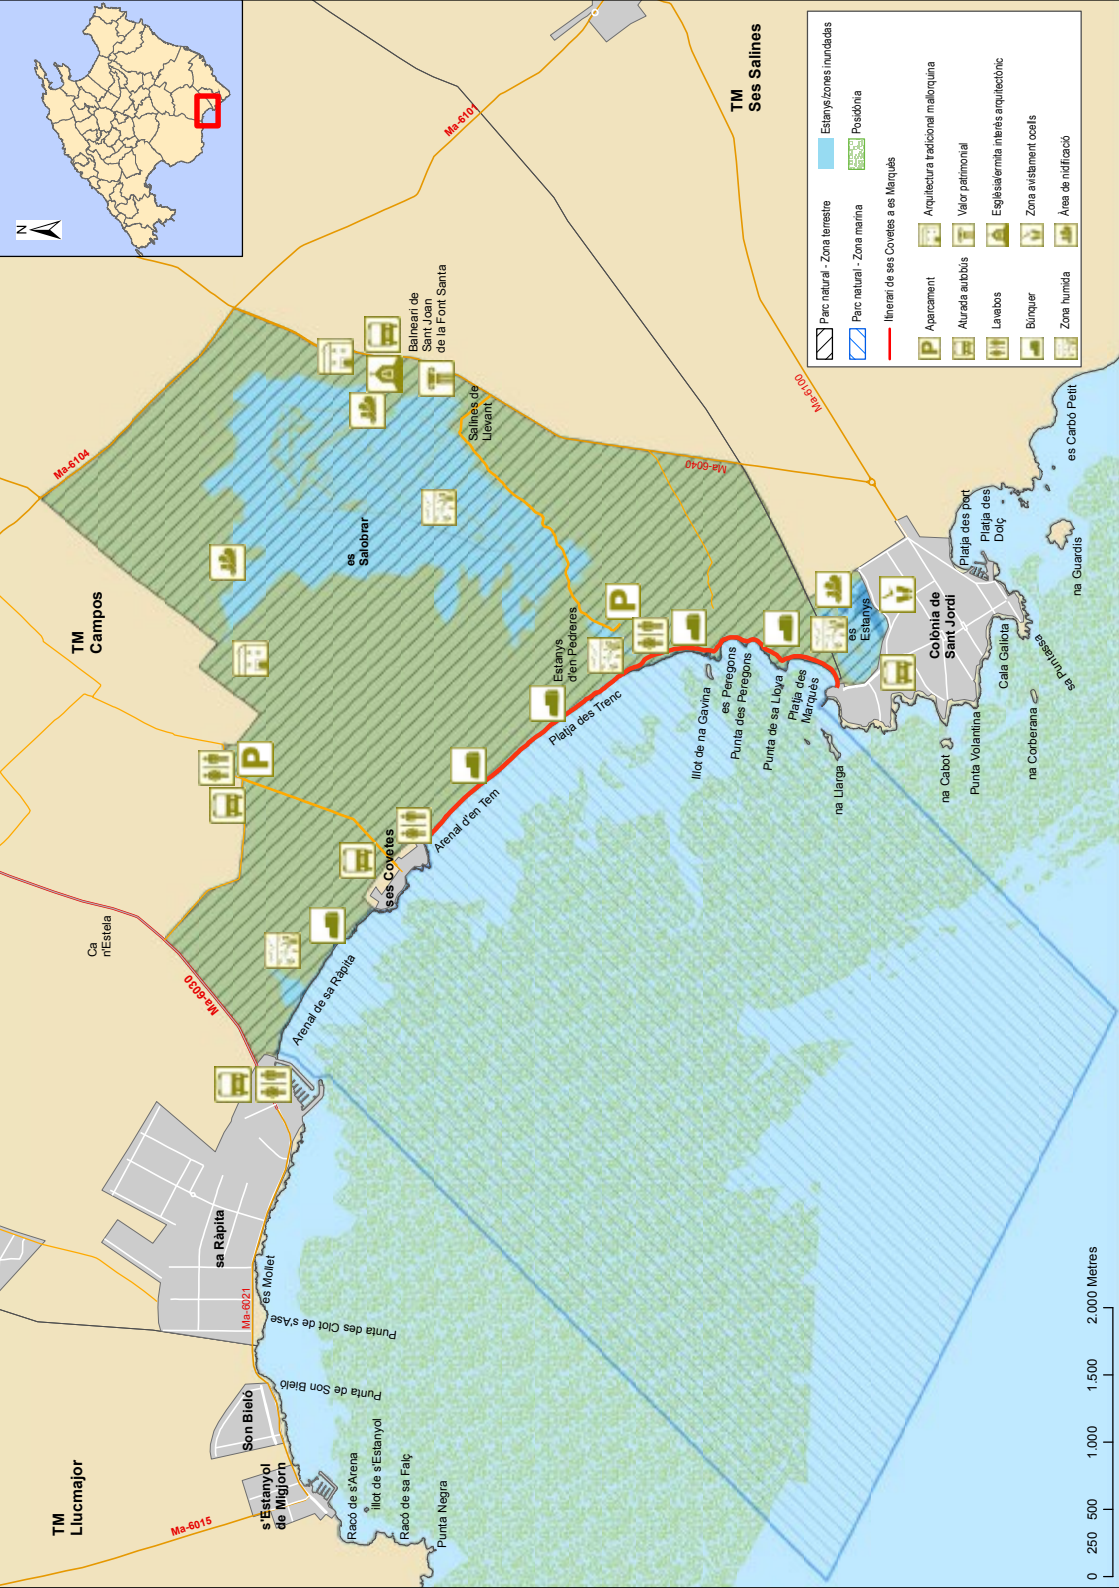 N
TM
Llucmajor
TM
Campos
TM
Ses Salines
Ma-6015
Ma-6021
Ma-6030
Ma-6104
Ma-6101
Ma-6100
Ma-6040
s'Estanyol
de Migjorn
Son Bieló
sa Ràpita
Ca
n'Estela
ses Covetes
es
Salobrar
Balneari de
Sant Joan
de la Font Santa
Salines de
Llevant
Estanys
d'en Pedreres
es
Estanys
Colònia de
Sant Jordi
Racó de s'Arena
illot de s'Estanyol
Racó de sa Falç
Punta Negra
Punta de Son Bieló
Punta des Clot de s'Ase
es Mollet
Arenal de sa Ràpita
Arenal d'en Tem
Platja des Trenc
Illot de na Gavina
es Peregons
Punta des Peregons
Punta de sa Llova
Platja des
Marquès
na Llarga
na Cabot
Punta Volantina
na Corberana
Cala Galiota
sa Puntassa
Platja des port
Platja des
Dolç
na Guardis
es Carbó Petit
Parc natural - Zona terrestre
Parc natural - Zona marina
Itinerari de ses Covetes a es Marquès
Estanys/zones inundades
Posidònia
P Aparcament
Aturada autobús
Lavabos
Búnquer
Zona humida
Arquitectura tradicional mallorquina
Valor patrimonial
Església/ermita interès arquitectònic
Zona avistament ocells
Àrea de nidificació
P
P
0 250 500 1.000 1.500 2.000 Metres